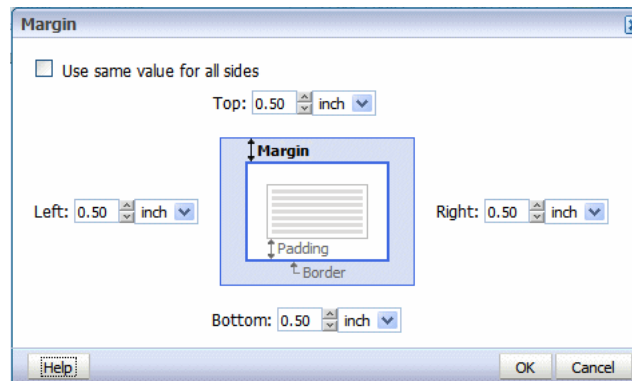 Margin
Use same value for all sides
Top: 0.50 inch
Margin
Left: 0.50 inch
Right: 0.50 inch
Padding
Border
Bottom: 0.50 inch
Help OK Cancel